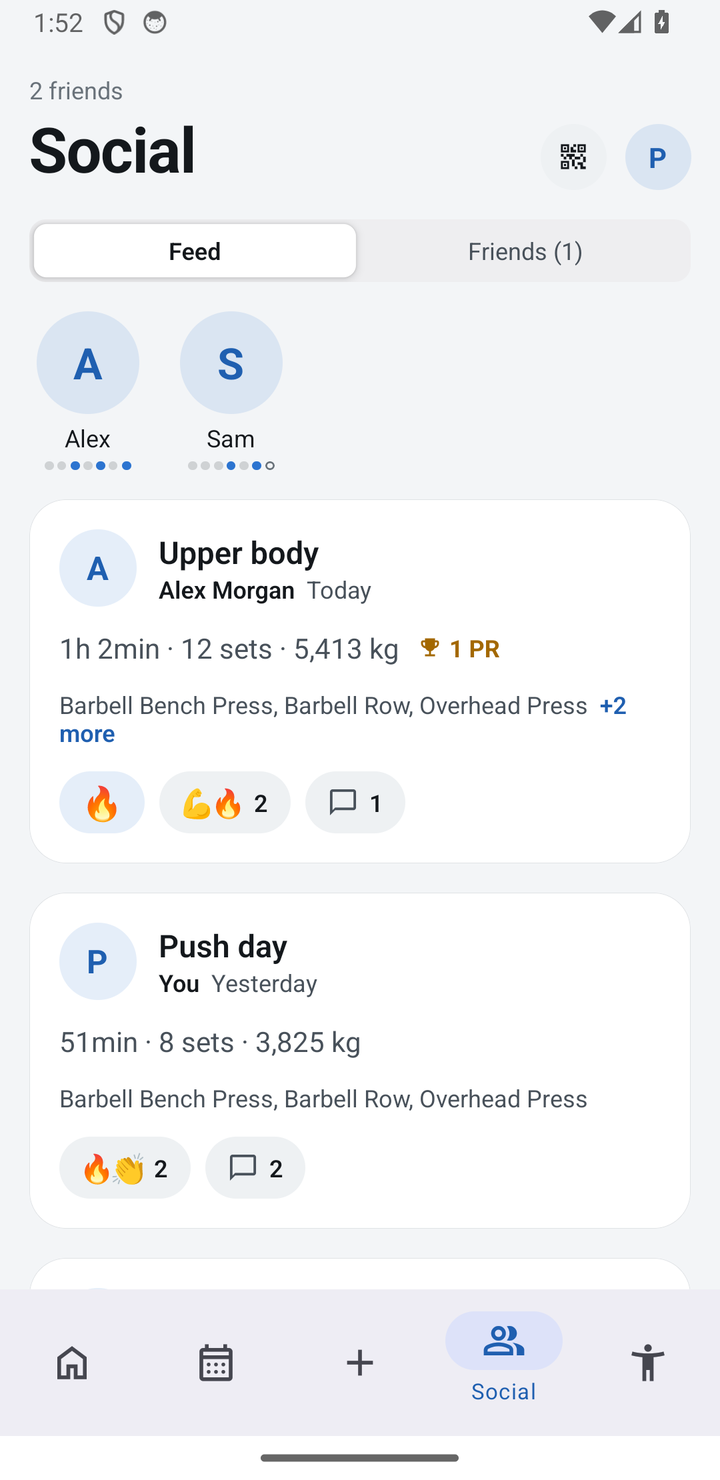 1:52
2 friends
Social
P
Feed
Friends (1)
A
S
Alex
Sam
A
Upper body
Alex Morgan Today
1h 2min · 12 sets · 5,413 kg 🏆 1 PR
Barbell Bench Press, Barbell Row, Overhead Press +2
more
🔥 💪🔥 2 1
P
Push day
You Yesterday
51min · 8 sets · 3,825 kg
Barbell Bench Press, Barbell Row, Overhead Press
🔥👏 2 2
Social